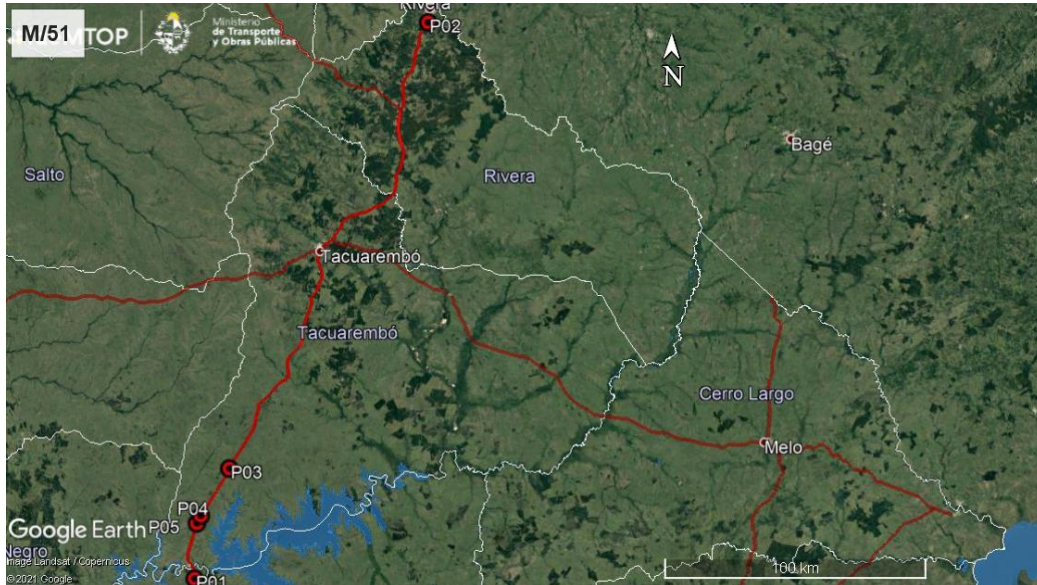 M/51
MTOP
Ministerio
de Transporte
y Obras Públicas
Rivera
P02
N
Bagé
Salto
Rivera
Tacuarembó
Tacuarembó
Cerro Largo
Melo
P03
P04
P05
Google Earth
Negro
Image Landsat / Copernicus
©2021 Google
P01
100 km